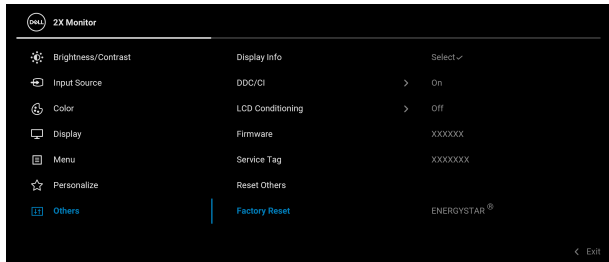 DELL 2X Monitor
Brightness/Contrast Display Info Select✓
Input Source DDC/CI > On
Color LCD Conditioning > Off
Display Firmware XXXXXX
Menu Service Tag XXXXXXX
Personalize Reset Others
Others Factory Reset ENERGYSTAR ®
< Exit